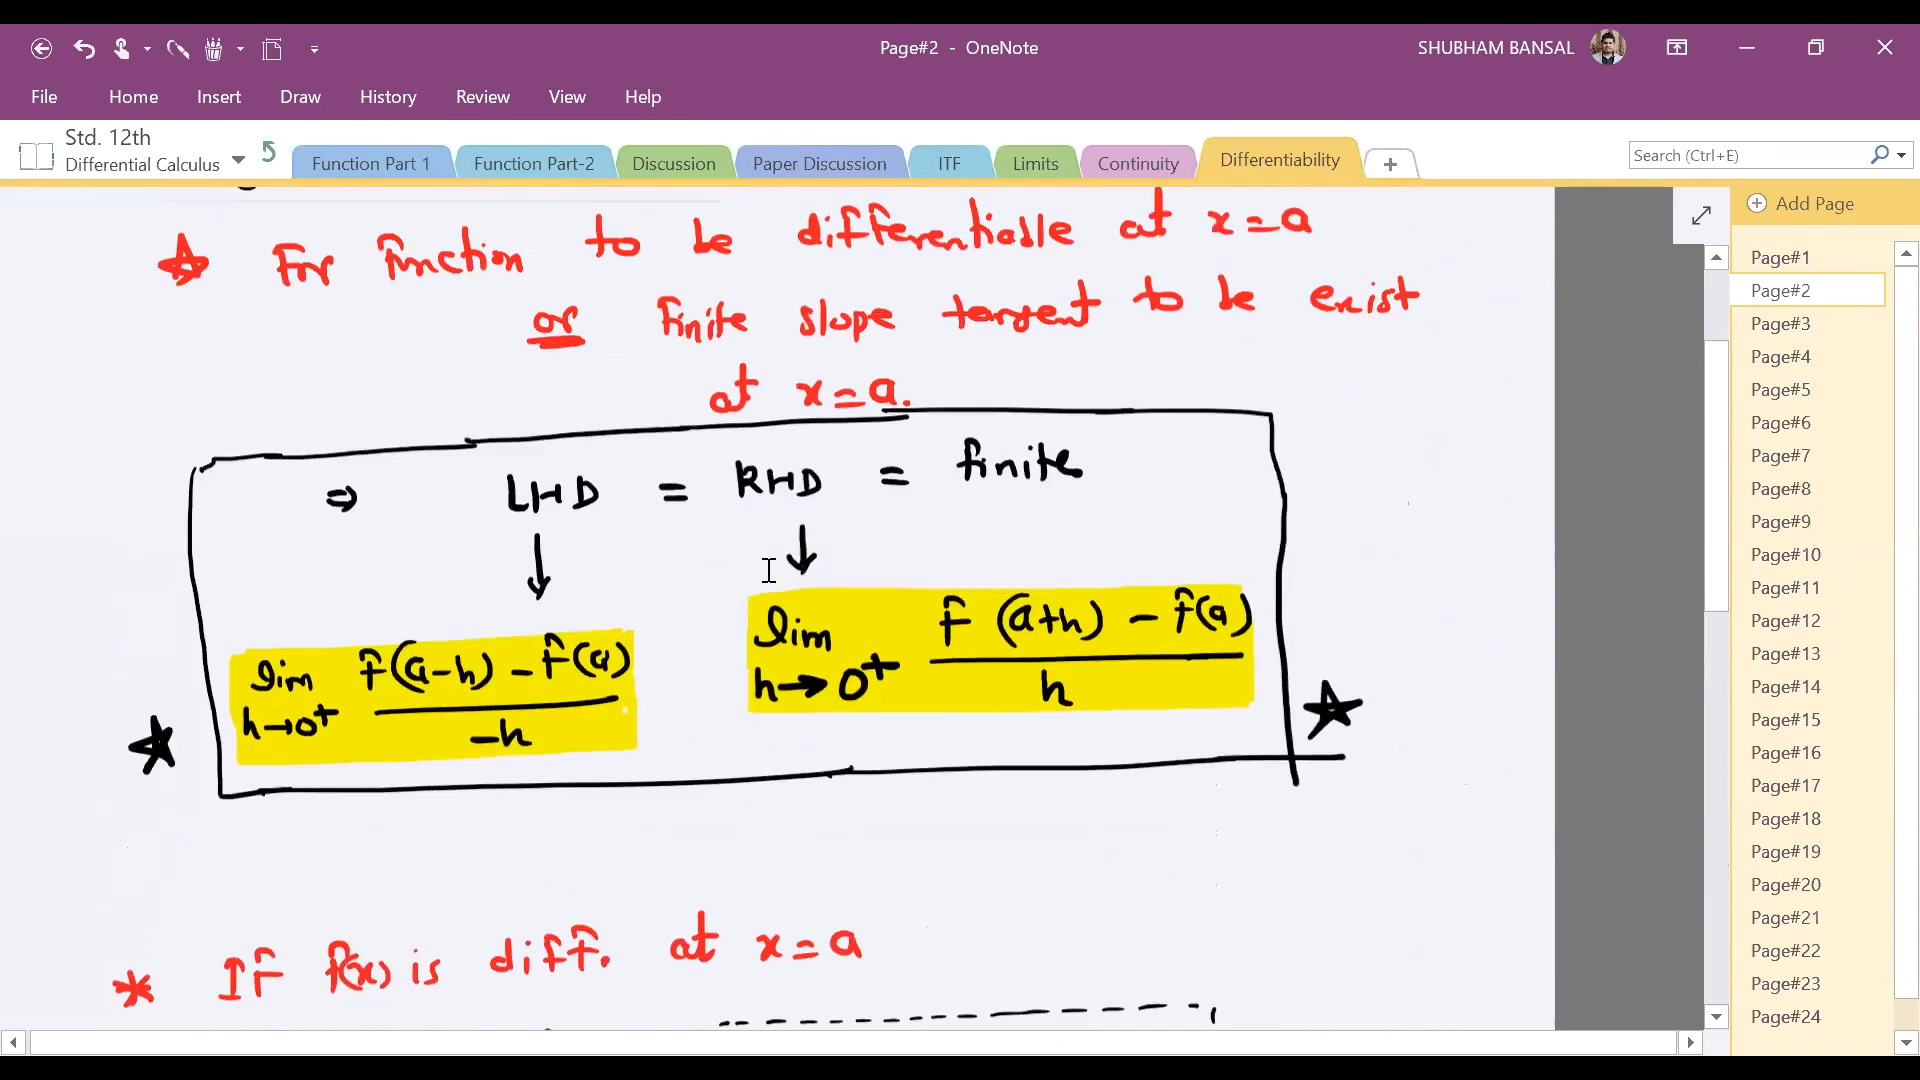 Page#2 - OneNote
SHUBHAM BANSAL
File Home Insert Draw History Review View Help
Std. 12th
Differential Calculus
Function Part 1 Function Part-2 Discussion Paper Discussion ITF Limits Continuity Differentiability +
Search (Ctrl+E)
Add Page
Page#1
Page#2
Page#3
Page#4
Page#5
Page#6
Page#7
Page#8
Page#9
Page#10
Page#11
Page#12
Page#13
Page#14
Page#15
Page#16
Page#17
Page#18
Page#19
Page#20
Page#21
Page#22
Page#23
Page#24
☆ For function to be differentiable at x=a
or finite slope tangent to be exist
at x=a.
⇒ LHD = RHD = finite
↓ ↓
lim h→0+ f(a-h) - f(a) / -h
lim h→0+ f(a+h) - f(a) / h
* If f(x) is diff. at x=a